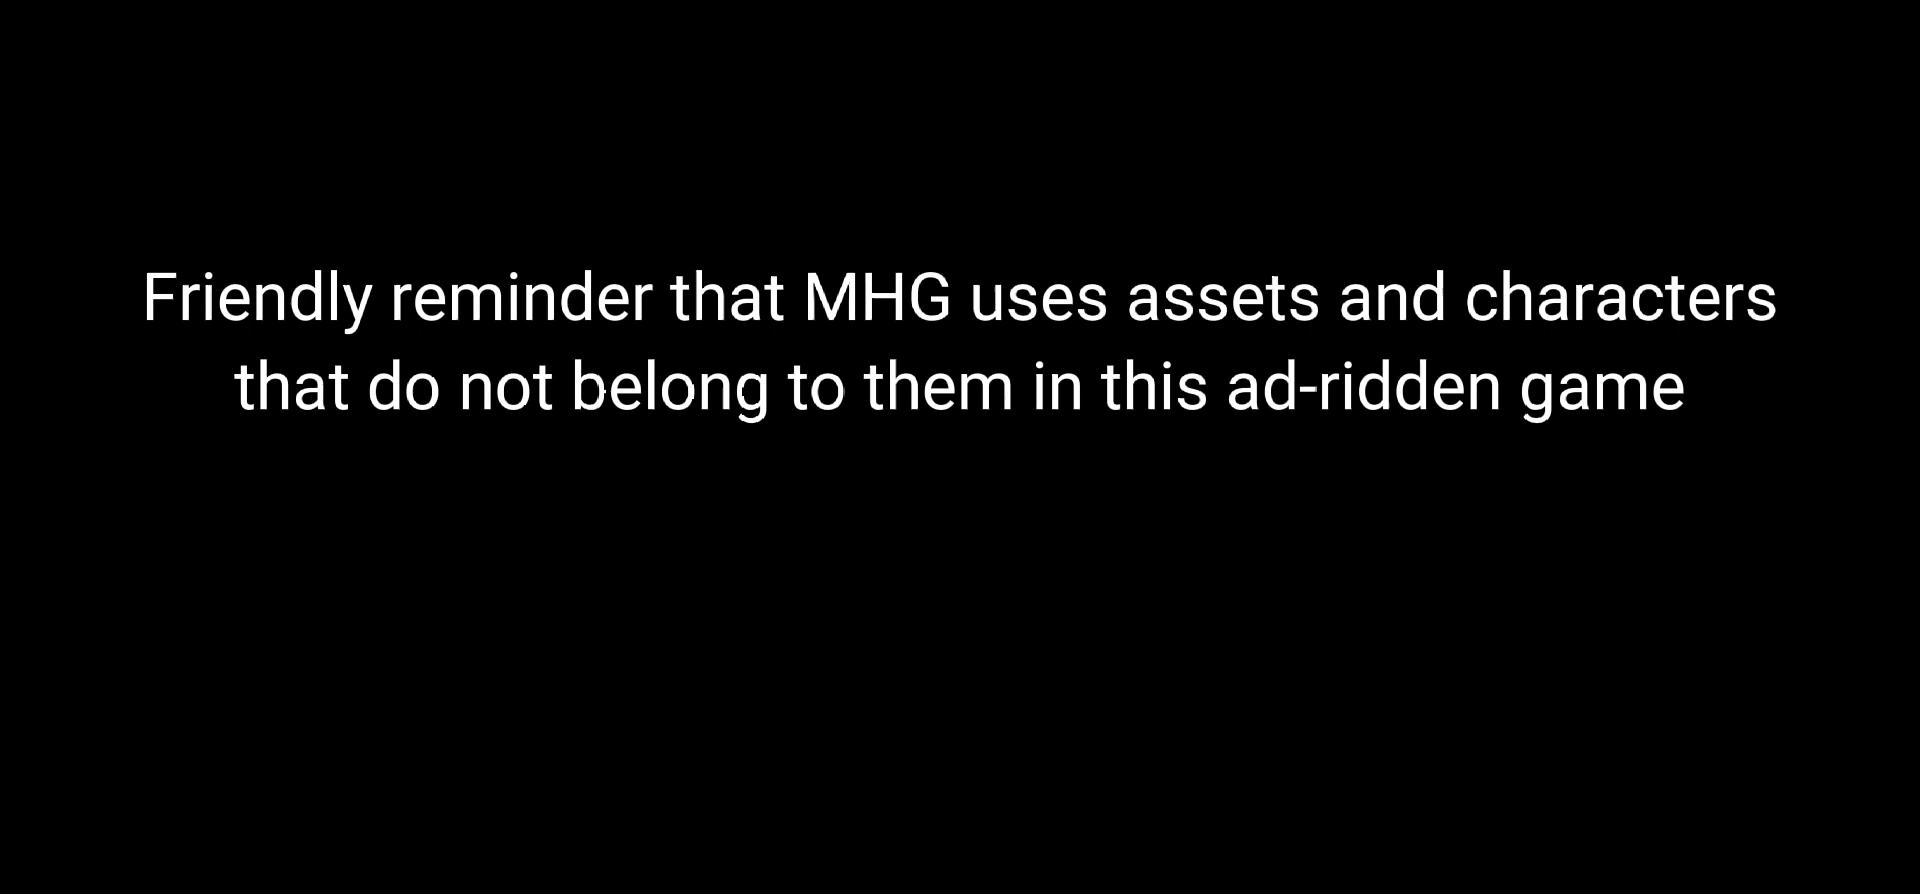 Friendly reminder that MHG uses assets and characters
that do not belong to them in this ad-ridden game